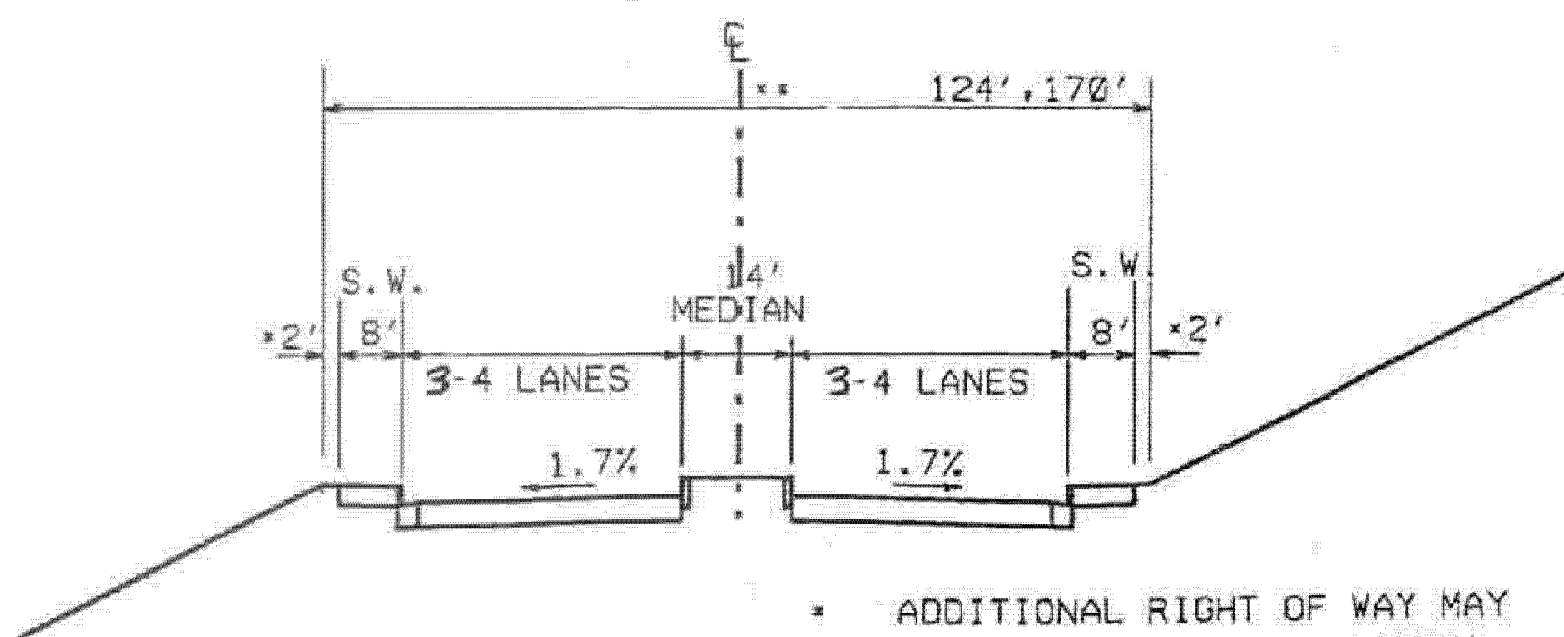 ℄
** 124',170'
S.W. 14' S.W.
MEDIAN
*2' 8' 8' *2'
3-4 LANES 3-4 LANES
1.7% 1.7%
* ADDITIONAL RIGHT OF WAY MAY